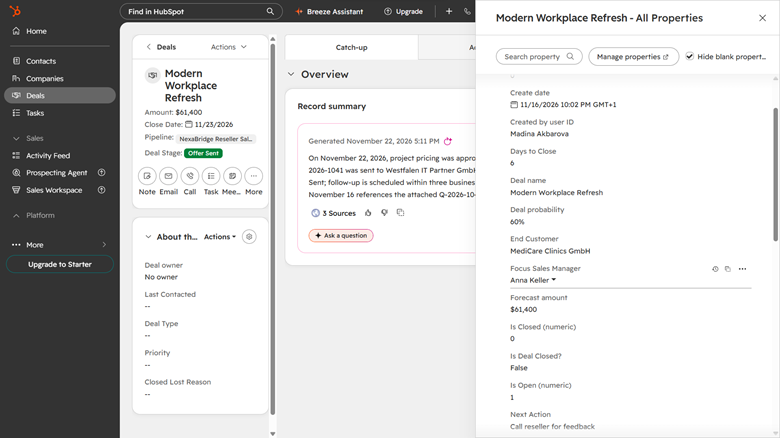 Find in HubSpot
Breeze Assistant
Upgrade
Home
Contacts
Companies
Deals
Tasks
Sales
Activity Feed
Prospecting Agent
Sales Workspace
Platform
More
Upgrade to Starter
Deals
Actions
Modern
Workplace
Refresh
Amount: $61,400
Close Date: 11/23/2026
Pipeline: NexaBridge Reseller Sal...
Deal Stage: Offer Sent
Note Email Call Task Mee... More
About th... Actions
Deal owner
No owner
Last Contacted
--
Deal Type
--
Priority
--
Closed Lost Reason
--
Catch-up
Overview
Record summary
Generated November 22, 2026 5:11 PM
On November 22, 2026, project pricing was appro
2026-1041 was sent to Westfalen IT Partner GmbH
Sent; follow-up is scheduled within three busines
November 16 references the attached Q-2026-10
3 Sources
Ask a question
Modern Workplace Refresh - All Properties
Search property
Manage properties
Hide blank propert...
Create date
11/16/2026 10:02 PM GMT+1
Created by user ID
Madina Akbarova
Days to Close
6
Deal name
Modern Workplace Refresh
Deal probability
60%
End Customer
MediCare Clinics GmbH
Focus Sales Manager
Anna Keller
Forecast amount
$61,400
Is Closed (numeric)
0
Is Deal Closed?
False
Is Open (numeric)
1
Next Action
Call reseller for feedback